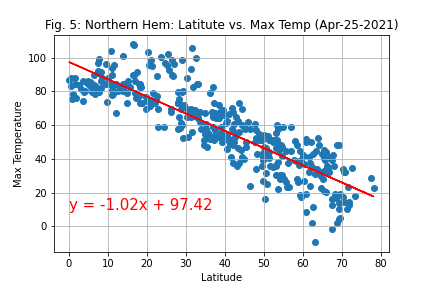 Fig. 5: Northern Hem: Latitute vs. Max Temp (Apr-25-2021)
Max Temperature
100
80
60
40
20
0
y = -1.02x + 97.42
0 10 20 30 40 50 60 70 80
Latitude